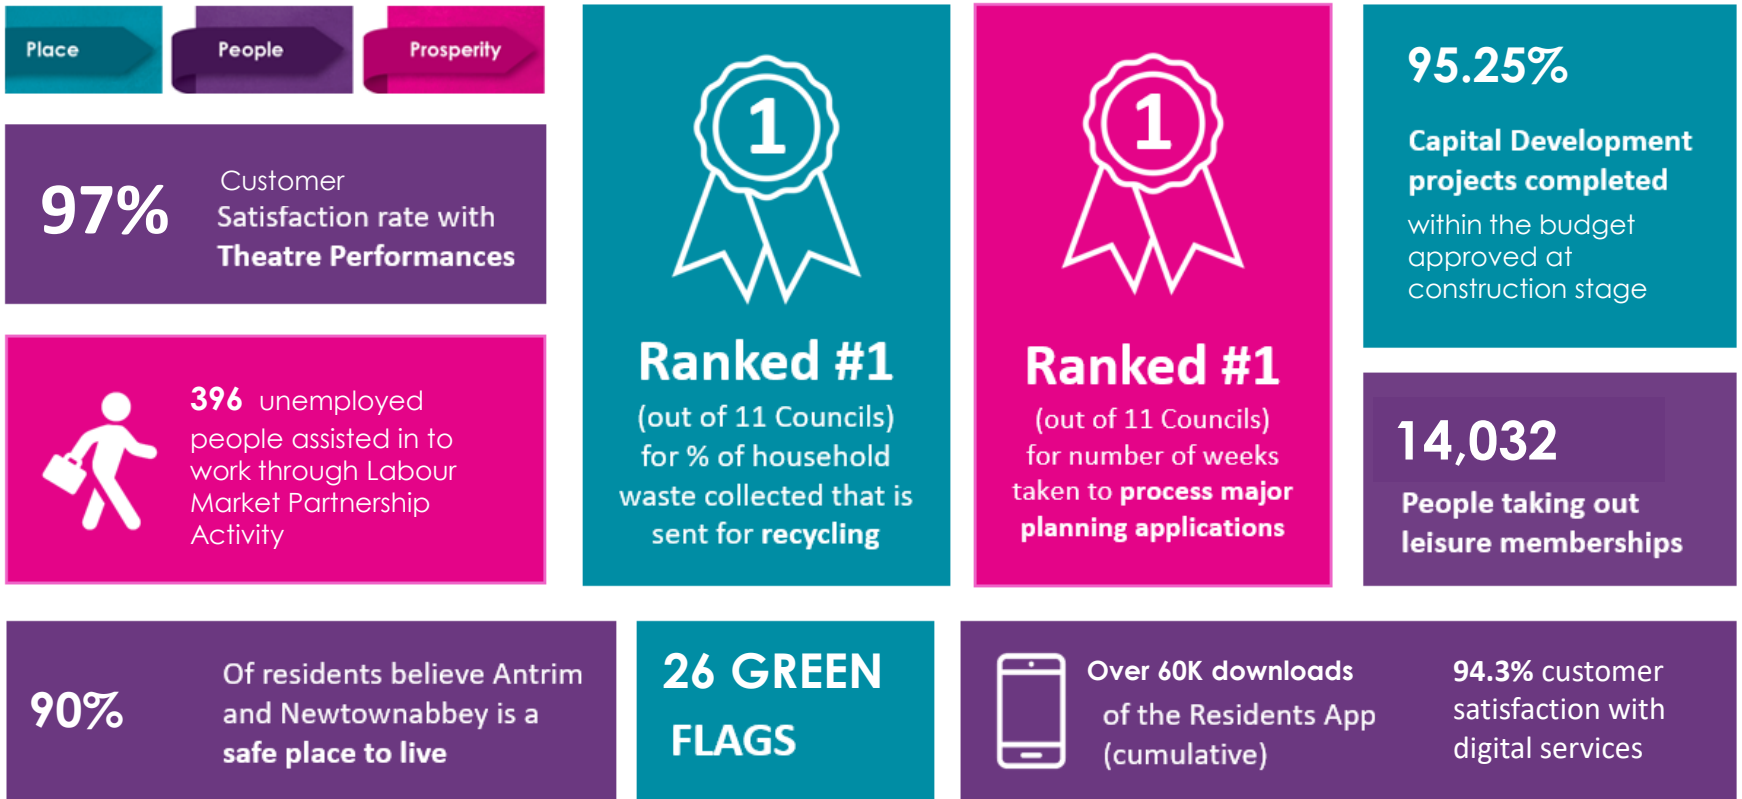 Place
People
Prosperity
97%
Customer
Satisfaction rate with
Theatre Performances
396 unemployed
people assisted in to
work through Labour
Market Partnership
Activity
1
Ranked #1
(out of 11 Councils)
for % of household
waste collected that is
sent for recycling
1
Ranked #1
(out of 11 Councils)
for number of weeks
taken to process major
planning applications
95.25%
Capital Development
projects completed
within the budget
approved at
construction stage
14,032
People taking out
leisure memberships
90%
Of residents believe Antrim
and Newtownabbey is a
safe place to live
26 GREEN
FLAGS
Over 60K downloads
of the Residents App
(cumulative)
94.3% customer
satisfaction with
digital services